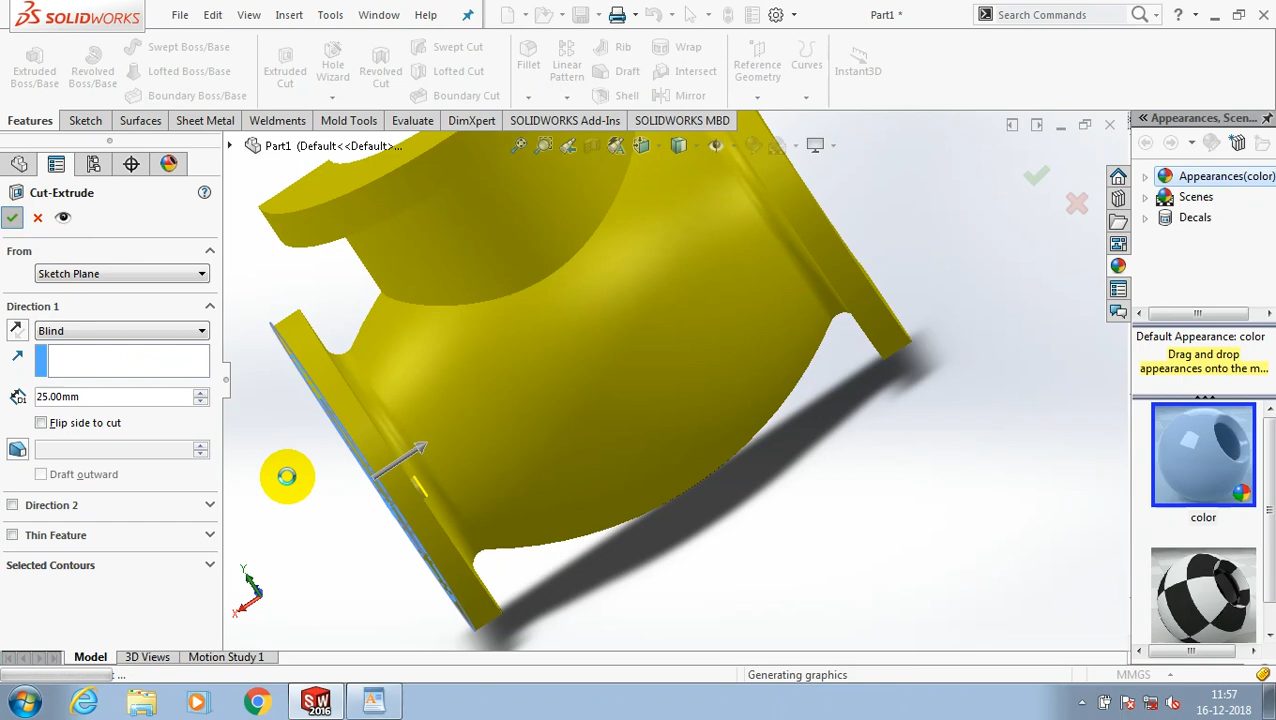 SOLIDWORKS File Edit View Insert Tools Window Help Part1 * Search Commands
Extruded Boss/Base Revolved Boss/Base Swept Boss/Base Lofted Boss/Base Boundary Boss/Base Extruded Cut Hole Wizard Revolved Cut Swept Cut Lofted Cut Boundary Cut Fillet Linear Pattern Rib Draft Shell Wrap Intersect Mirror Reference Geometry Curves Instant3D
Features Sketch Surfaces Sheet Metal Weldments Mold Tools Evaluate DimXpert SOLIDWORKS Add-Ins SOLIDWORKS MBD
Part1 (Default<<Default>...
Cut-Extrude
From
Sketch Plane
Direction 1
Blind
25.00mm
Flip side to cut
Draft outward
Direction 2
Thin Feature
Selected Contours
Y
X
Appearances, Scen...
Appearances(color)
Scenes
Decals
Default Appearance: color
Drag and drop
appearances onto the m...
color
Model 3D Views Motion Study 1
... Generating graphics MMGS
SW 2016
11:57
16-12-2018